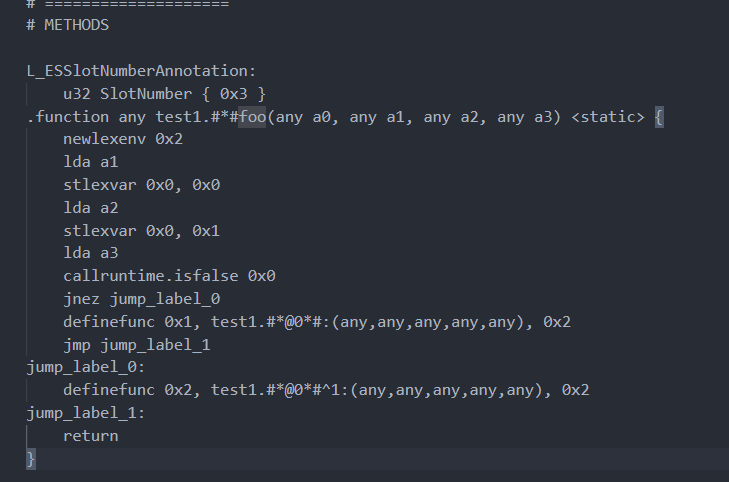 # ====================
# METHODS
L_ESSlotNumberAnnotation:
u32 SlotNumber { 0x3 }
.function any test1.#*#foo(any a0, any a1, any a2, any a3) <static> {
newlexenv 0x2
lda a1
stlexvar 0x0, 0x0
lda a2
stlexvar 0x0, 0x1
lda a3
callruntime.isfalse 0x0
jnez jump_label_0
definefunc 0x1, test1.#*@0*#:(any,any,any,any,any), 0x2
jmp jump_label_1
jump_label_0:
definefunc 0x2, test1.#*@0*#^1:(any,any,any,any,any), 0x2
jump_label_1:
return
}